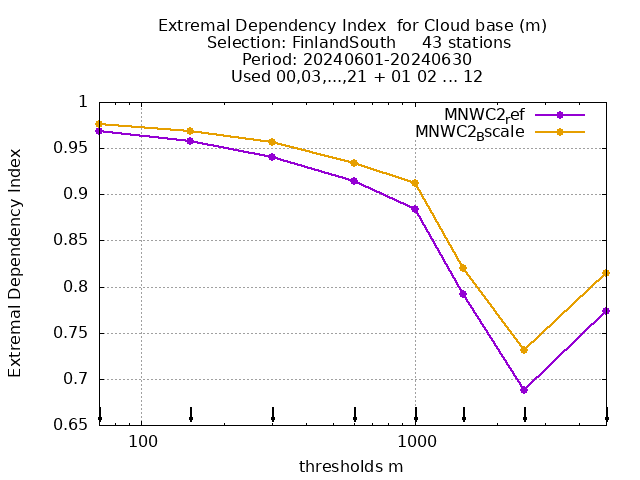 Extremal Dependency Index  for Cloud base (m)
Selection: FinlandSouth     43 stations
Period: 20240601-20240630
Used 00,03,...,21 + 01 02 ... 12
MNWC2ref
MNWC2Bscale
1
0.95
0.9
0.85
0.8
0.75
0.7
0.65
Extremal Dependency Index
100
1000
thresholds m